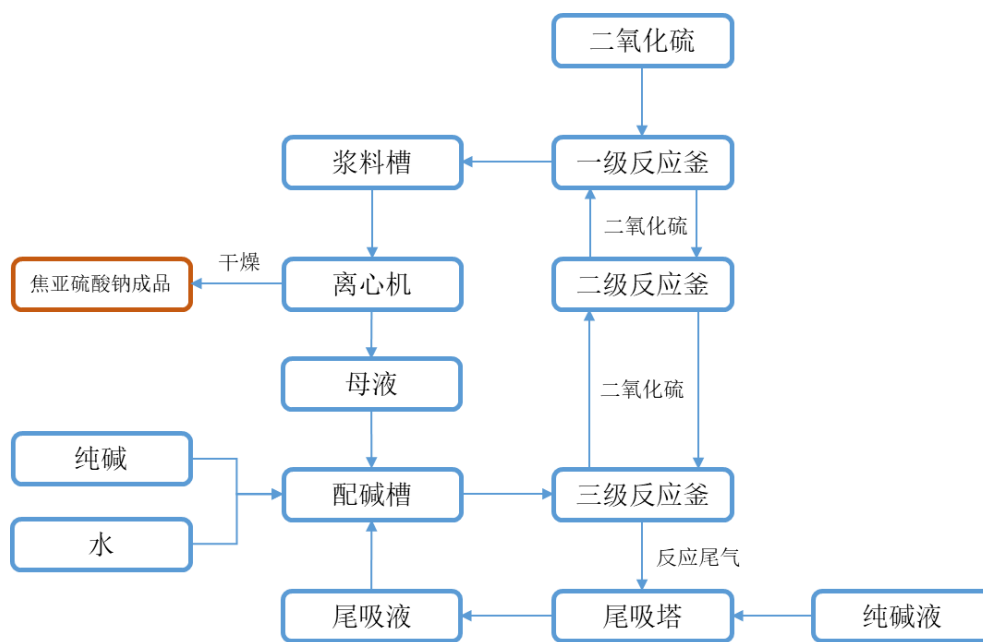 二氧化硫
浆料槽
一级反应釜
二氧化硫
干燥
焦亚硫酸钠成品
离心机
二级反应釜
母液
二氧化硫
纯碱
配碱槽
三级反应釜
水
反应尾气
尾吸液
尾吸塔
纯碱液